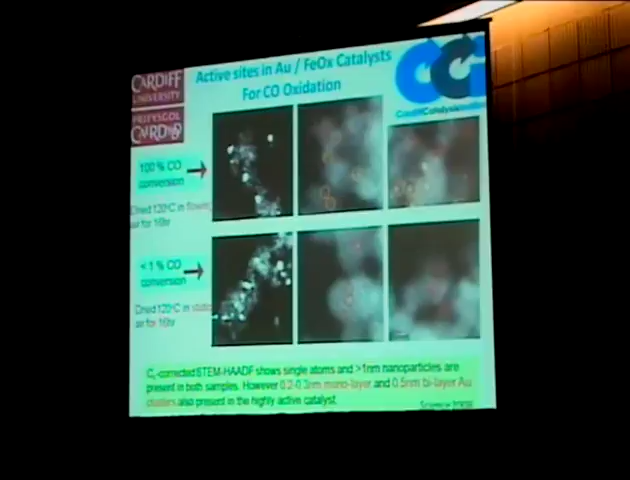 CARDIFF
UNIVERSITY
PRIFYSGOL
CAERDYDD
Active sites in Au / FeOx Catalysts
For CO Oxidation
CardiffCatalysis
100 % CO
conversion
Dried 120°C in flowing
air for 16hr
< 1 % CO
conversion
Dried 120°C in static
air for 16hr
Cs-corrected STEM-HAADF shows single atoms and >1nm nanoparticles are
present in both samples. However 0.2-0.3nm mono-layer and 0.5nm bi-layer Au
clusters also present in the highly active catalyst.
Science